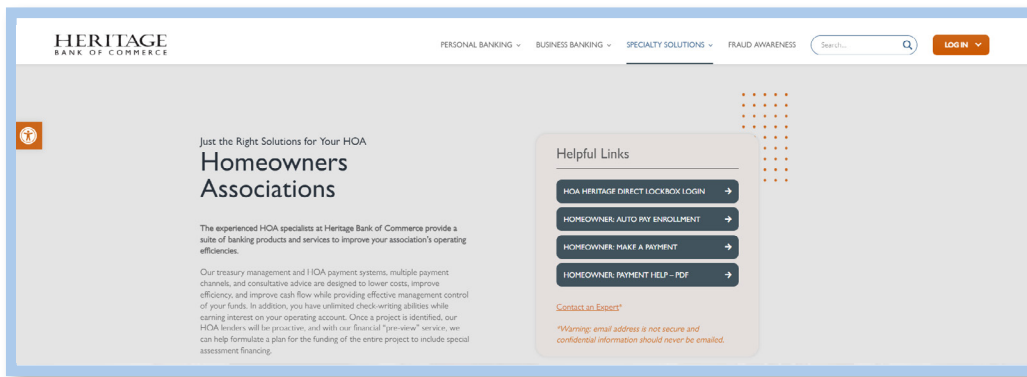 HERITAGE
BANK OF COMMERCE
PERSONAL BANKING
BUSINESS BANKING
SPECIALTY SOLUTIONS
FRAUD AWARENESS
Search...
LOG IN
Just the Right Solutions for Your HOA
Homeowners
Associations
The experienced HOA specialists at Heritage Bank of Commerce provide a
suite of banking products and services to improve your association's operating
efficiencies.
Our treasury management and HOA payment systems, multiple payment
channels, and consultative advice are designed to lower costs, improve
efficiency, and improve cash flow while providing effective management control
of your funds. In addition, you have unlimited check-writing abilities while
earning interest on your operating account. Once a project is identified, our
HOA lenders will be proactive, and with our financial "pre-view" service, we
can help formulate a plan for the funding of the entire project to include special
assessment financing.
Helpful Links
HOA HERITAGE DIRECT LOCKBOX LOGIN
HOMEOWNER: AUTO PAY ENROLLMENT
HOMEOWNER: MAKE A PAYMENT
HOMEOWNER: PAYMENT HELP – PDF
Contact an Expert*
*Warning: email address is not secure and
confidential information should never be emailed.